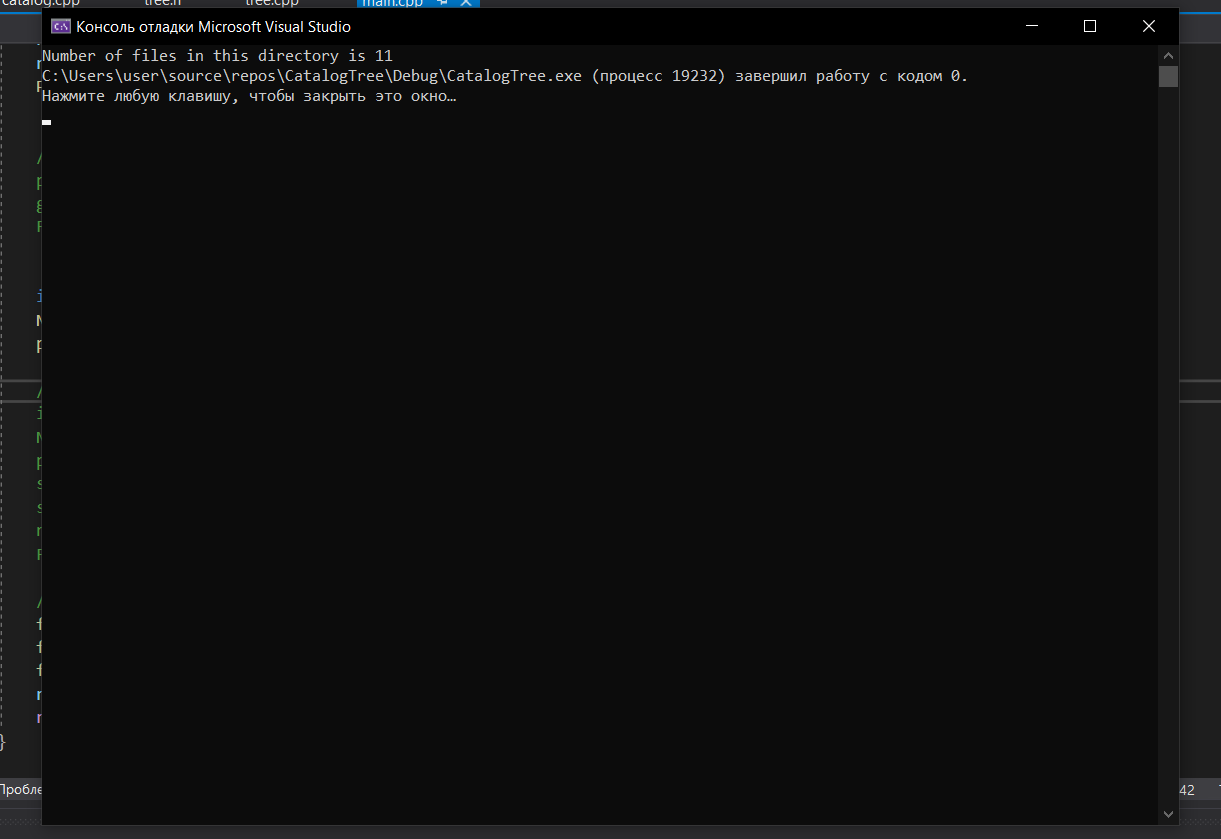 catalog.cpp tree.h tree.cpp main.cpp
Консоль отладки Microsoft Visual Studio
Number of files in this directory is 11
C:\Users\user\source\repos\CatalogTree\Debug\CatalogTree.exe (процесс 19232) завершил работу с кодом 0.
Нажмите любую клавишу, чтобы закрыть это окно…
}
42